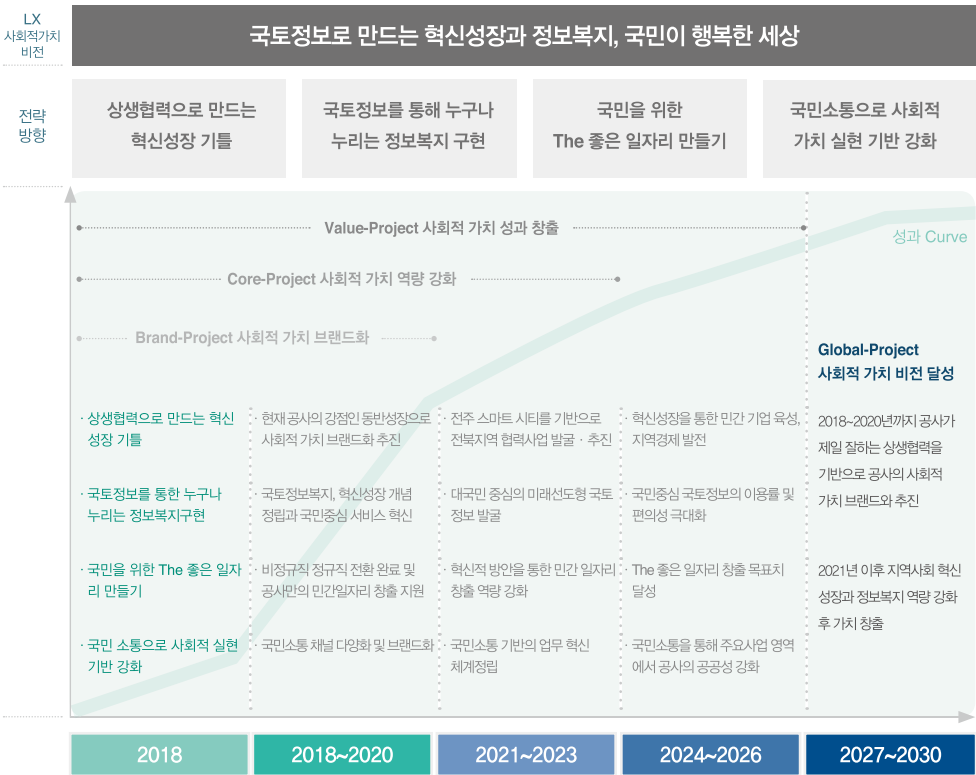 LX
사회적가치
비전
국토정보로 만드는 혁신성장과 정보복지, 국민이 행복한 세상
전략
방향
상생협력으로 만드는
혁신성장 기틀
국토정보를 통해 누구나
누리는 정보복지 구현
국민을 위한
The 좋은 일자리 만들기
국민소통으로 사회적
가치 실현 기반 강화
Value-Project 사회적 가치 성과 창출
성과 Curve
Core-Project 사회적 가치 역량 강화
Brand-Project 사회적 가치 브랜드화
Global-Project
사회적 가치 비전 달성
· 상생협력으로 만드는 혁신
성장 기틀
· 현재 공사의 강점인 동반성장으로
사회적 가치 브랜드화 추진
· 전주 스마트 시티를 기반으로
전북지역 협력사업 발굴 · 추진
· 혁신성장을 통한 민간 기업 육성,
지역경제 발전
2018~2020년까지 공사가
제일 잘하는 상생협력을
기반으로 공사의 사회적
가치 브랜드와 추진
· 국토정보를 통한 누구나
누리는 정보복지구현
· 국토정보복지, 혁신성장 개념
정립과 국민중심 서비스 혁신
· 대국민 중심의 미래선도형 국토
정보 발굴
· 국민중심 국토정보의 이용률 및
편의성 극대화
· 국민을 위한 The 좋은 일자
리 만들기
· 비정규직 정규직 전환 완료 및
공사만의 민간일자리 창출 지원
· 혁신적 방안을 통한 민간 일자리
창출 역량 강화
· The 좋은 일자리 창출 목표치
달성
2021년 이후 지역사회 혁신
성장과 정보복지 역량 강화
후 가치 창출
· 국민 소통으로 사회적 실현
기반 강화
· 국민소통 채널 다양화 및 브랜드화
· 국민소통 기반의 업무 혁신
체계정립
· 국민소통을 통해 주요사업 영역
에서 공사의 공공성 강화
2018
2018~2020
2021~2023
2024~2026
2027~2030